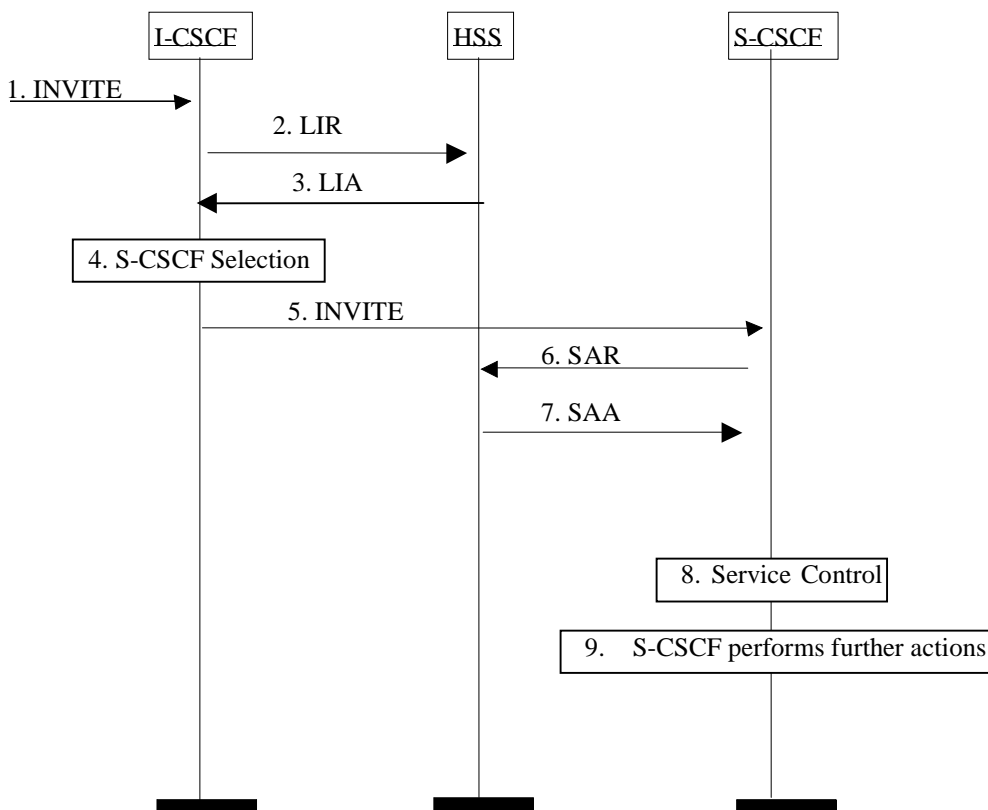 I-CSCF
HSS
S-CSCF
1. INVITE
2. LIR
3. LIA
4. S-CSCF Selection
5. INVITE
6. SAR
7. SAA
8. Service Control
9. S-CSCF performs further actions